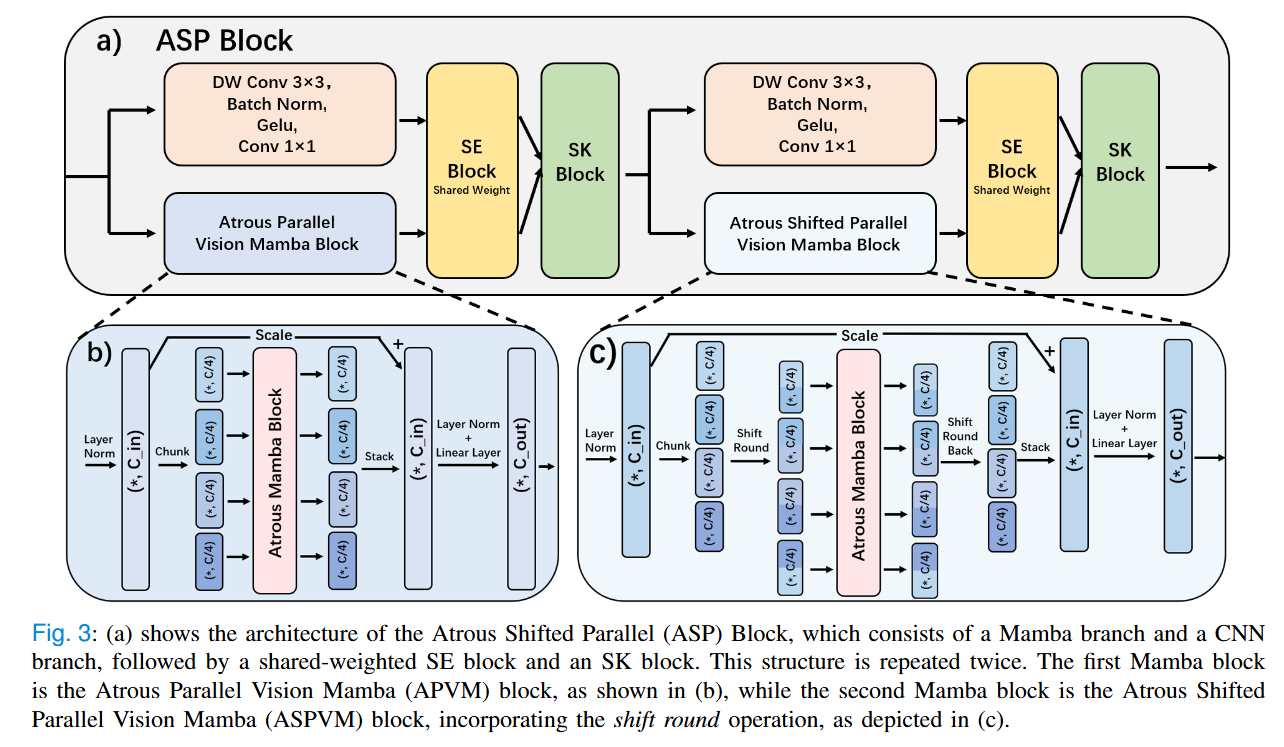 a) ASP Block
DW Conv 3×3,
Batch Norm,
Gelu,
Conv 1×1
Atrous Parallel
Vision Mamba Block
SE
Block
Shared Weight
SK
Block
DW Conv 3×3,
Batch Norm,
Gelu,
Conv 1×1
Atrous Shifted Parallel
Vision Mamba Block
SE
Block
Shared Weight
SK
Block
b)
Scale
+
Layer
Norm
(*, C_in)
Chunk
(*, C/4)
(*, C/4)
(*, C/4)
(*, C/4)
Atrous Mamba Block
(*, C/4)
(*, C/4)
(*, C/4)
(*, C/4)
Stack
(*, C_in)
Layer Norm
+
Linear Layer
(*, C_out)
c)
Scale
+
Layer
Norm
(*, C_in)
Chunk
(*, C/4)
(*, C/4)
(*, C/4)
(*, C/4)
Shift
Round
(*, C/4)
(*, C/4)
(*, C/4)
(*, C/4)
Atrous Mamba Block
(*, C/4)
(*, C/4)
(*, C/4)
(*, C/4)
Shift
Round
Back
(*, C/4)
(*, C/4)
(*, C/4)
(*, C/4)
Stack
(*, C_in)
Layer Norm
+
Linear Layer
(*, C_out)
Fig. 3: (a) shows the architecture of the Atrous Shifted Parallel (ASP) Block, which consists of a Mamba branch and a CNN
branch, followed by a shared-weighted SE block and an SK block. This structure is repeated twice. The first Mamba block
is the Atrous Parallel Vision Mamba (APVM) block, as shown in (b), while the second Mamba block is the Atrous Shifted
Parallel Vision Mamba (ASPVM) block, incorporating the shift round operation, as depicted in (c).